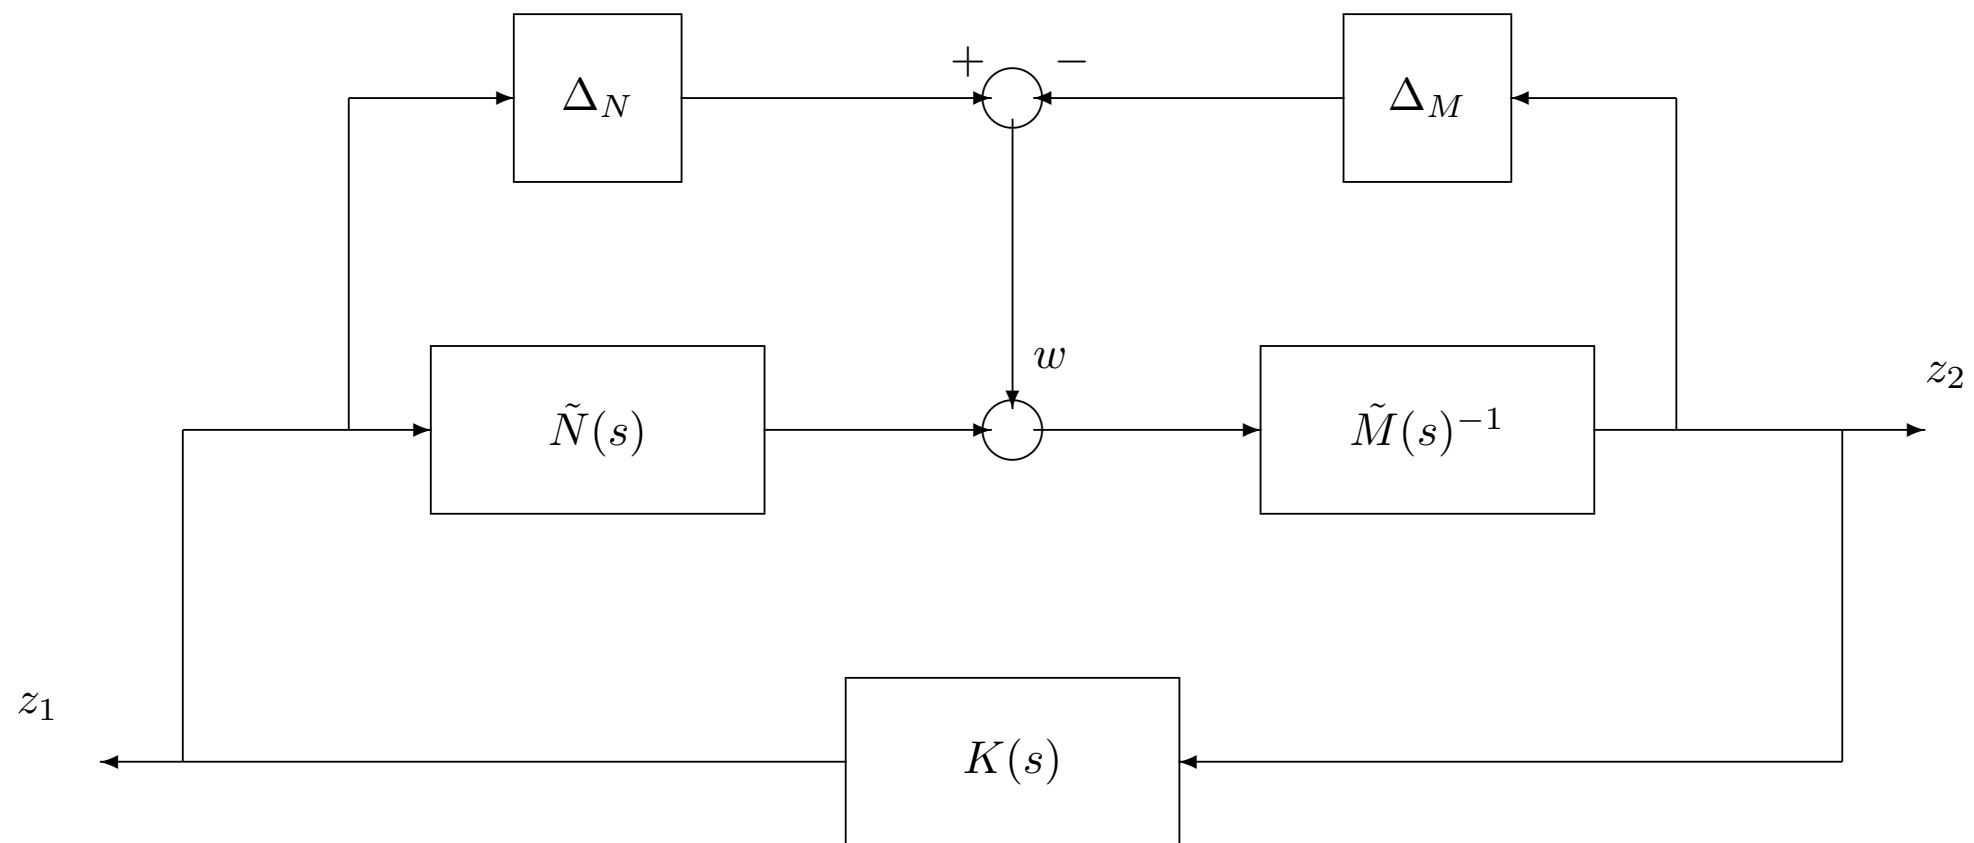 + −
Δ_N Δ_M
w
z_2
Ñ(s) M̃(s)^{−1}
z_1
K(s)